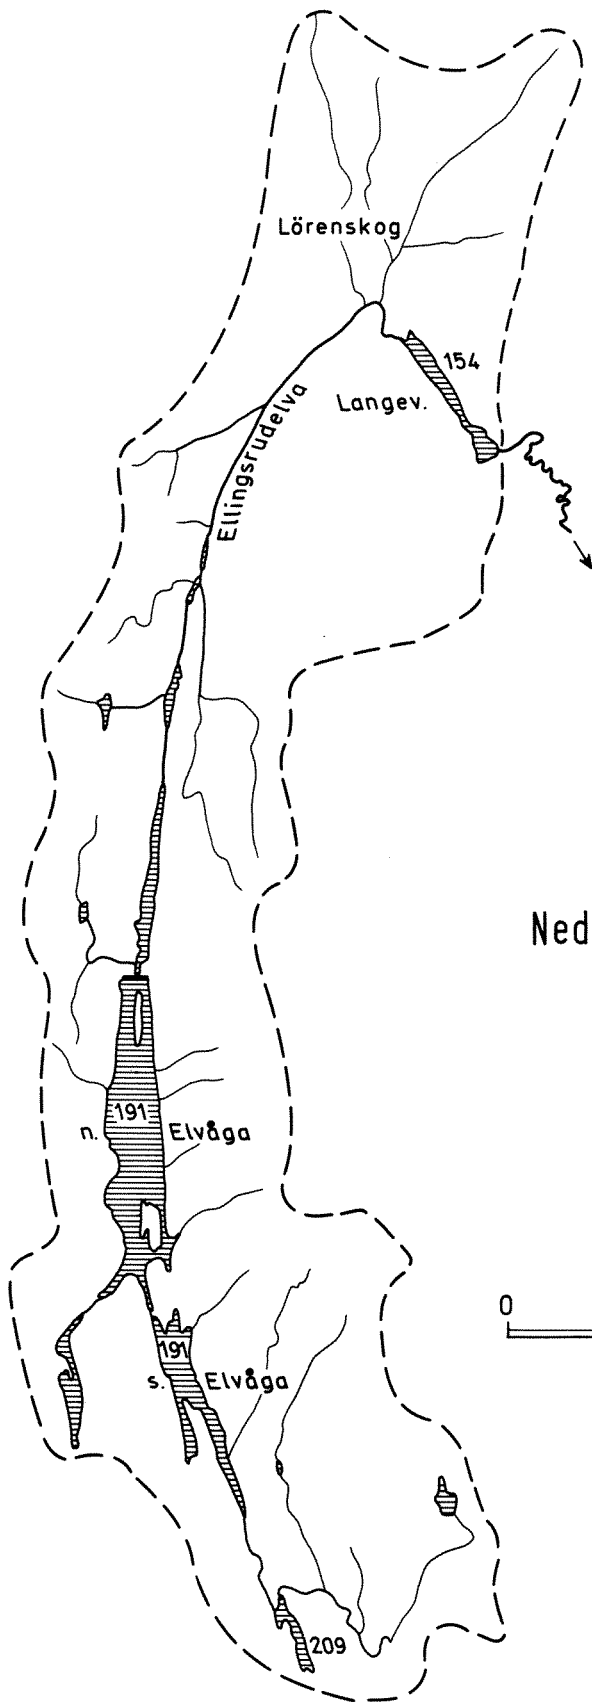 Lörenskog
154
Langev.
Ellingsrudelva
Ned
191
n. Elvåga
0
191
s. Elvåga
209